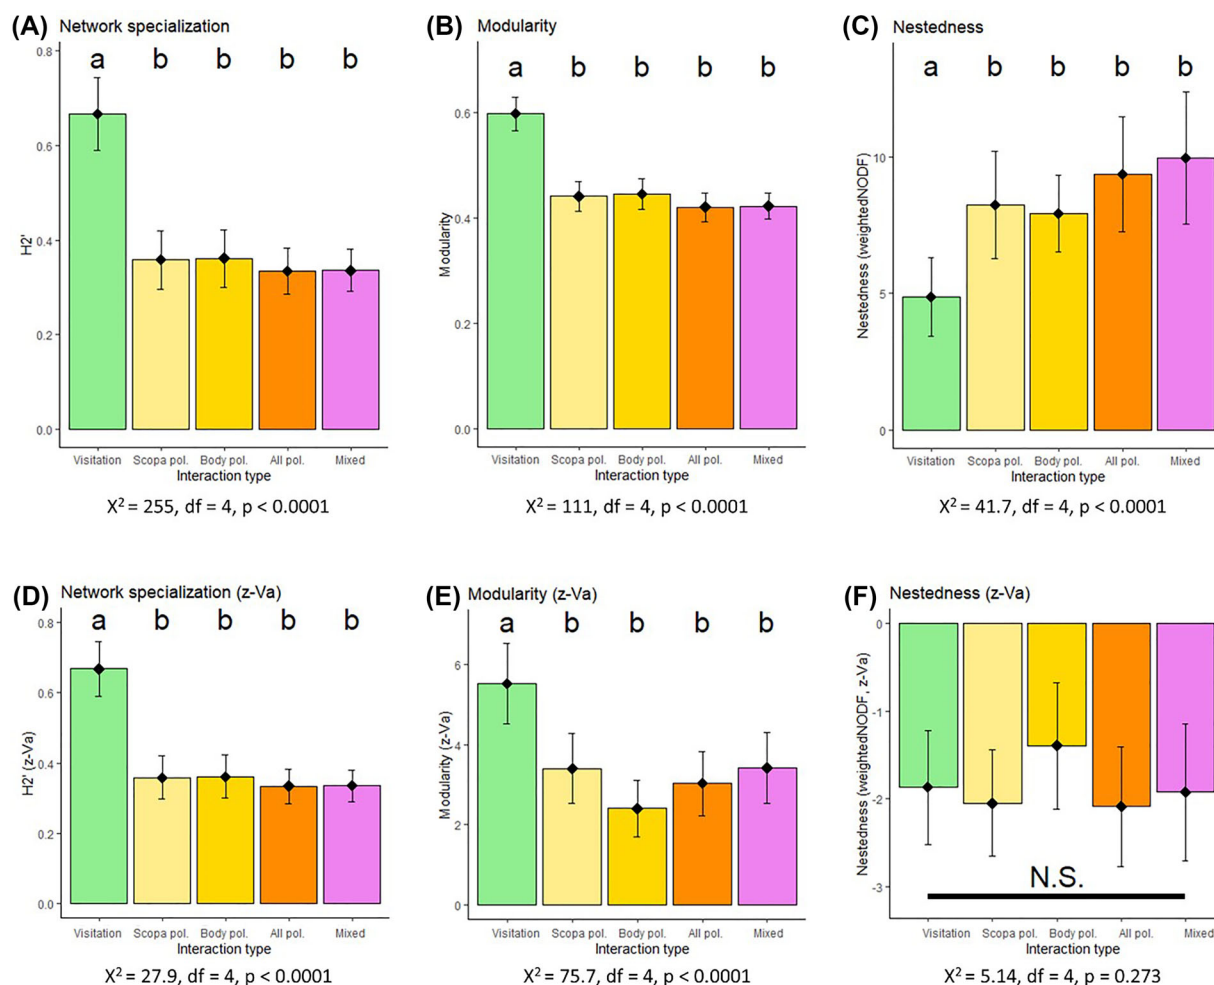 (A) Network specialization
0.8
a b b b b
0.6
H2'
0.4
0.2
0.0
Visitation Scopa pol. Body pol. All pol. Mixed
Interaction type
X² = 255, df = 4, p < 0.0001
(B) Modularity
a b b b b
0.6
Modularity
0.4
0.2
0.0
Visitation Scopa pol. Body pol. All pol. Mixed
Interaction type
X² = 111, df = 4, p < 0.0001
(C) Nestedness
a b b b b
10
Nestedness (weightedNODF)
5
0
Visitation Scopa pol. Body pol. All pol. Mixed
Interaction type
X² = 41.7, df = 4, p < 0.0001
(D) Network specialization (z-Va)
0.8
a b b b b
0.6
H2' (z-Va)
0.4
0.2
0.0
Visitation Scopa pol. Body pol. All pol. Mixed
Interaction type
X² = 27.9, df = 4, p < 0.0001
(E) Modularity (z-Va)
a b b b b
6
Modularity (z-Va)
4
2
0
Visitation Scopa pol. Body pol. All pol. Mixed
Interaction type
X² = 75.7, df = 4, p < 0.0001
(F) Nestedness (z-Va)
0
-1
Nestedness (weightedNODF, z-Va)
-2
N.S.
-3
Visitation Scopa pol. Body pol. All pol. Mixed
Interaction type
X² = 5.14, df = 4, p = 0.273